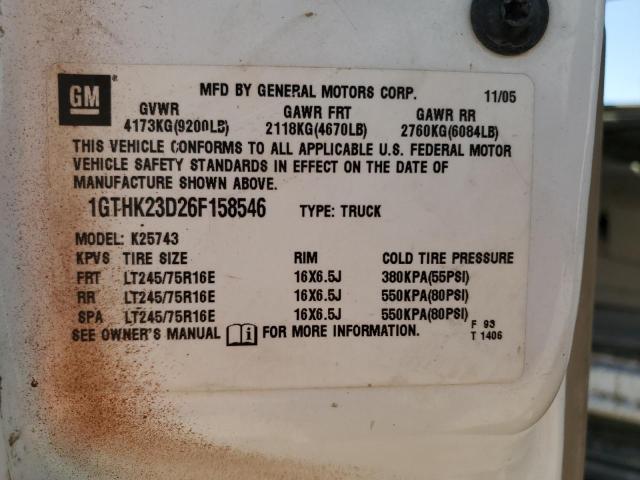 GM
MFD BY GENERAL MOTORS CORP. 11/05
GVWR GAWR FRT GAWR RR
4173KG(9200LB) 2118KG(4670LB) 2760KG(6084LB)
THIS VEHICLE CONFORMS TO ALL APPLICABLE U.S. FEDERAL MOTOR
VEHICLE SAFETY STANDARDS IN EFFECT ON THE DATE OF
MANUFACTURE SHOWN ABOVE.
1GTHK23D26F158546 TYPE: TRUCK
MODEL: K25743
KPVS TIRE SIZE RIM COLD TIRE PRESSURE
FRT LT245/75R16E 16X6.5J 380KPA(55PSI)
RR LT245/75R16E 16X6.5J 550KPA(80PSI)
SPA LT245/75R16E 16X6.5J 550KPA(80PSI)
SEE OWNER'S MANUAL FOR MORE INFORMATION.
F 93
T 1406